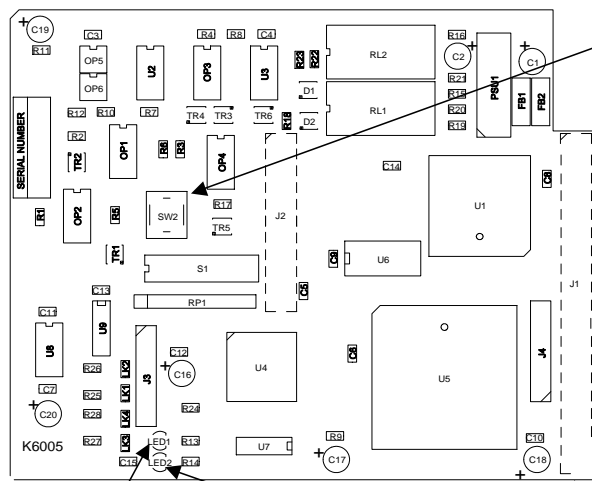 C19
R11
C3
OP5
OP6
U2
R4
R8
OP3
C4
U3
R23
R22
D1
D2
RL2
RL1
R16
C2
C1
R21
R15
R20
R19
PSU1
FB1
FB2
SERIAL NUMBER
R12
R10
R7
TR4
TR3
TR6
R18
R2
TR2
OP1
R6
R3
OP4
C14
C8
R1
OP2
R5
SW2
R17
TR5
J2
U1
TR1
S1
C9
U6
J1
C13
RP1
C5
C11
U8
U9
J3
C12
C16
U4
C6
U5
J4
R26
LK2
C7
R25
LK1
C20
R28
LK4
R24
K6005
R27
LK3
LED1
R13
U7
R9
C10
C15
LED2
R14
C17
C18